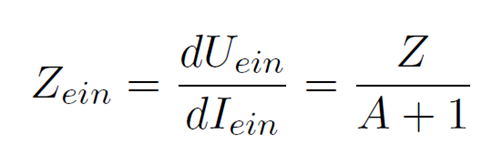 Z_{ein} = \frac{dU_{ein}}{dI_{ein}} = \frac{Z}{A + 1}